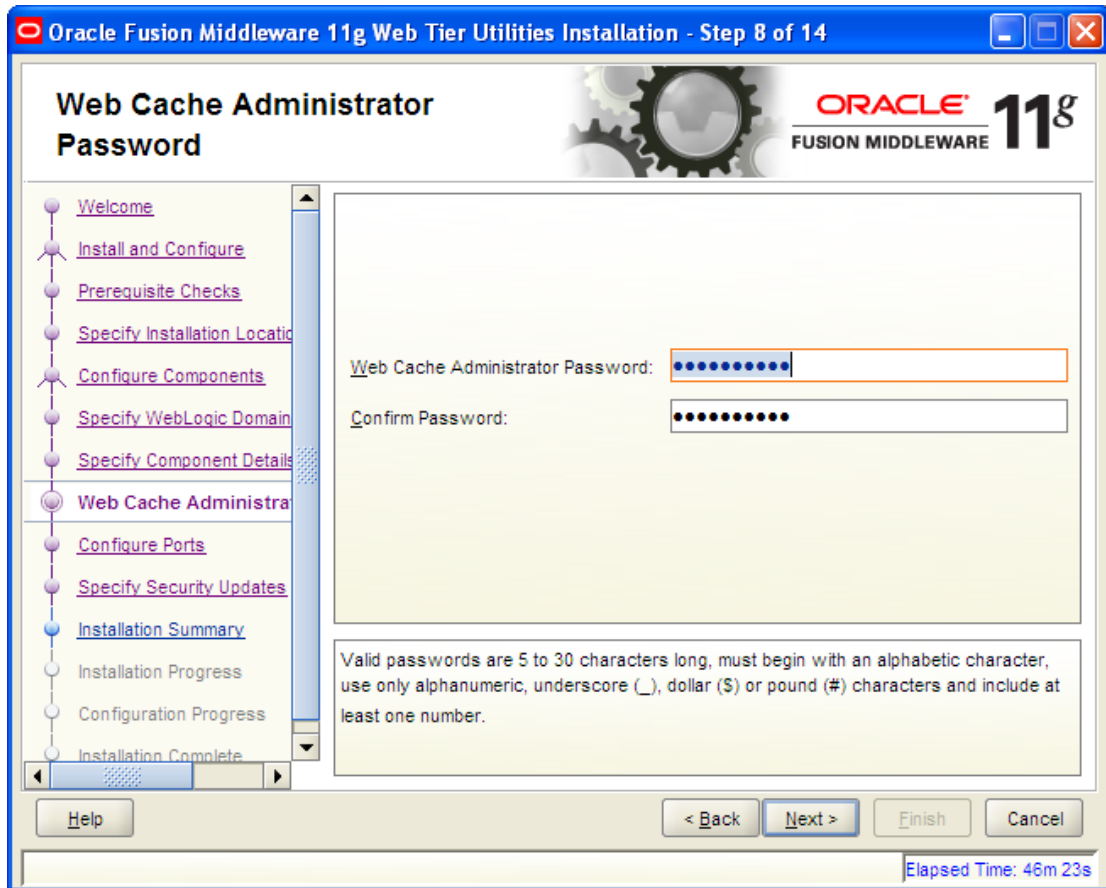 Oracle Fusion Middleware 11g Web Tier Utilities Installation - Step 8 of 14
Web Cache Administrator
Password
ORACLE®
FUSION MIDDLEWARE
11g
Welcome
Install and Configure
Prerequisite Checks
Specify Installation Locatio
Configure Components
Specify WebLogic Domain
Specify Component Details
Web Cache Administra
Configure Ports
Specify Security Updates
Installation Summary
Installation Progress
Configuration Progress
Installation Complete
Web Cache Administrator Password: ●●●●●●●●●●
Confirm Password: ●●●●●●●●●●
Valid passwords are 5 to 30 characters long, must begin with an alphabetic character,
use only alphanumeric, underscore (_), dollar ($) or pound (#) characters and include at
least one number.
Help
< Back
Next >
Finish
Cancel
Elapsed Time: 46m 23s